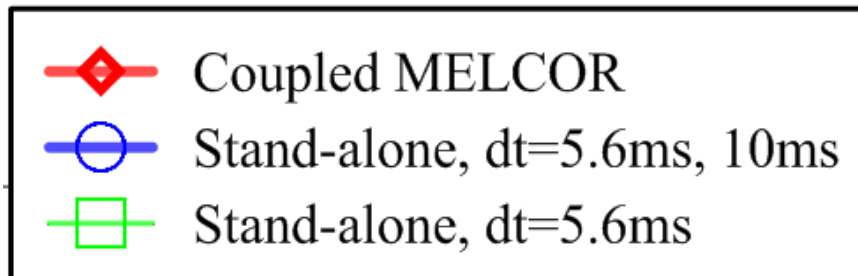 Coupled MELCOR
Stand-alone, dt=5.6ms, 10ms
Stand-alone, dt=5.6ms